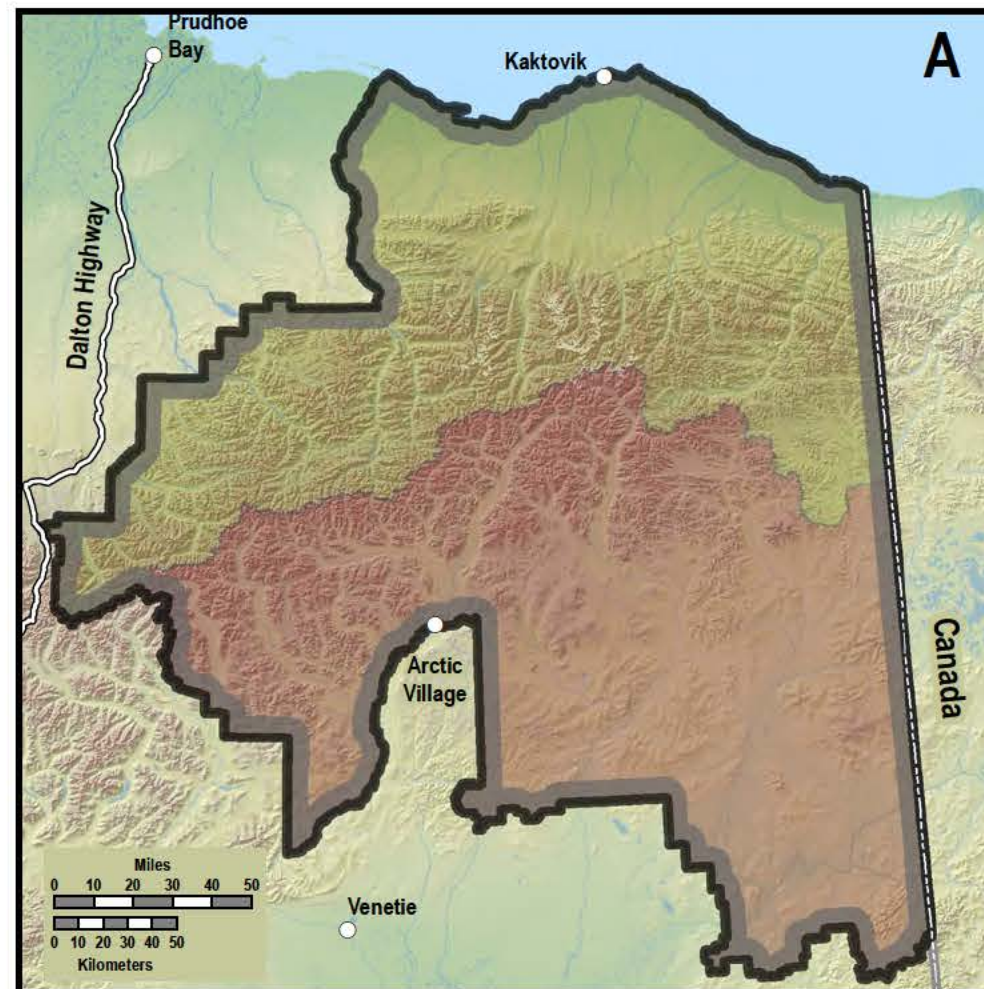 Prudhoe
Bay
Kaktovik
A
Dalton Highway
Arctic
Village
Canada
Miles
0 10 20 30 40 50
0 10 20 30 40 50
Kilometers
Venetie